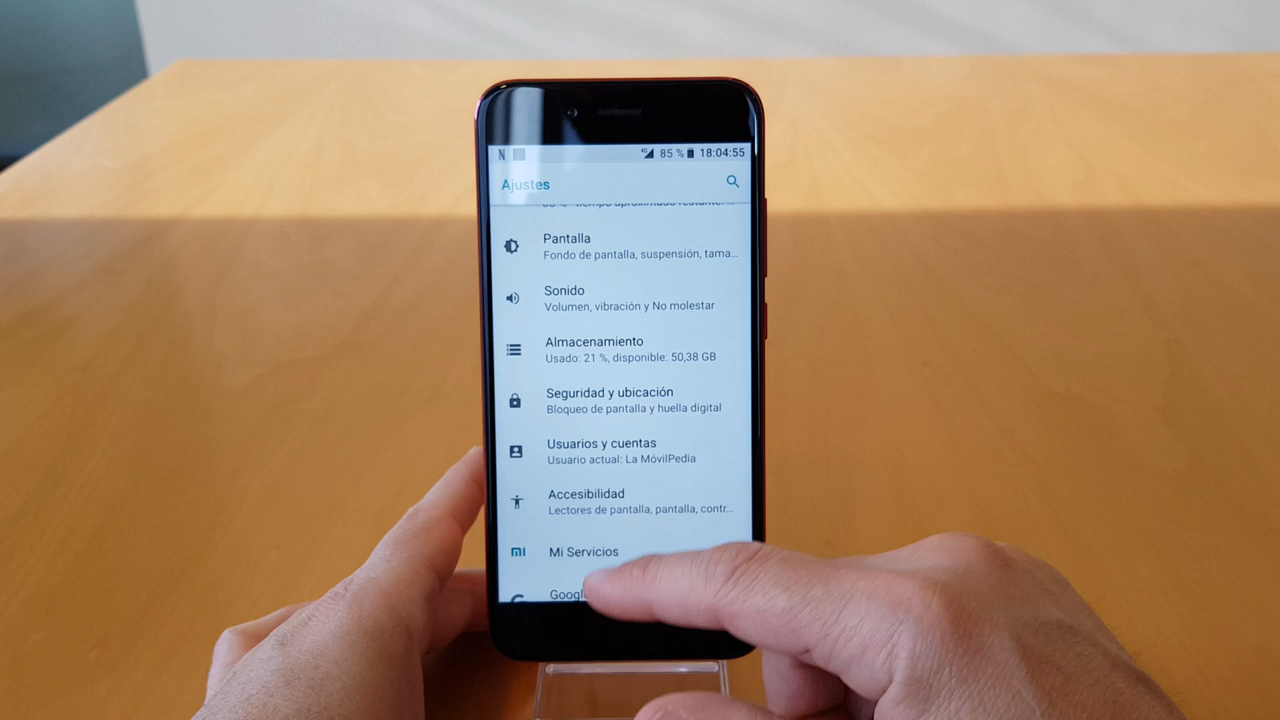 N 4G 85 % 18:04:55
Ajustes
Pantalla
Fondo de pantalla, suspensión, tama...
Sonido
Volumen, vibración y No molestar
Almacenamiento
Usado: 21 %, disponible: 50,38 GB
Seguridad y ubicación
Bloqueo de pantalla y huella digital
Usuarios y cuentas
Usuario actual: La MóvilPedia
Accesibilidad
Lectores de pantalla, pantalla, contr...
mi Mi Servicios
Google